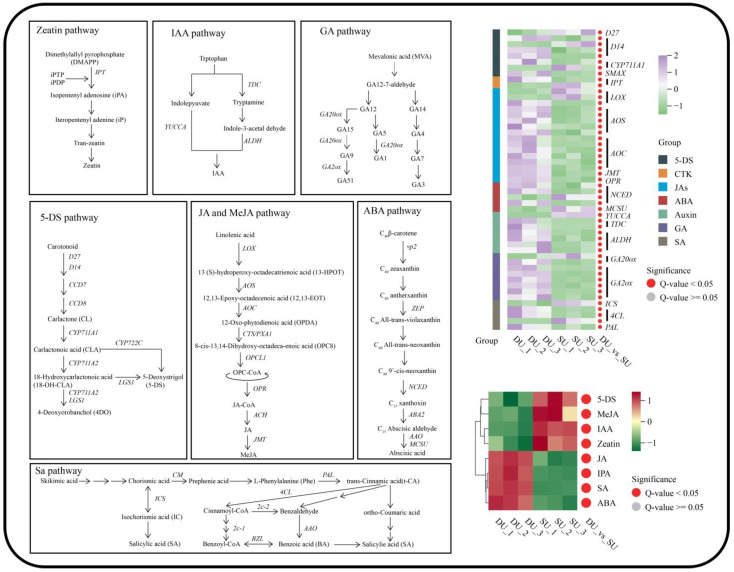 Zeatin pathway
Dimethylallyl pyrophosphate
(DMAPP)
IPT
iPTP
iPDP
Isopentenyl adenosine (iPA)
Iteropentenyl adenine (iP)
Tran-zeatin
Zeatin
IAA pathway
Trptophan
TDC
Indolepyuvate
Tryptamine
YUCCA
Indole-3-acetal dehyde
ALDH
IAA
GA pathway
Mevalonic acid (MVA)
GA12-7-aldehyde
GA12
GA14
GA20ox
GA15
GA5
GA4
GA20ox
GA20ox
GA9
GA1
GA7
GA2ox
GA51
GA3
5-DS pathway
Carotonoid
D27
D14
CCD7
CCD8
Carlactone (CL)
CYP711A1
CYP722C
Carlactonoic acid (CLA)
CYP711A2
18-Hydroxycarlactonoic acid
(18-OH-CLA)
LGS1
5-Deoxystrigol
(5-DS)
CYP711A2
LGS1
4-Deoxyorobanchol (4DO)
JA and MeJA pathway
Linolenic acid
LOX
13 (S)-hydroperoxy-octadecatrienoic acid (13-HPOT)
AOS
12,13-Epoxy-octadecenoic acid (12,13-EOT)
AOC
12-Oxo-phytodienoic acid (OPDA)
CTS/PXA1
8-cis-13,14-Dihydroxy-octadeca-enoic acid (OPC8)
OPCL1
OPC-CoA
OPR
JA-CoA
ACH
JA
JMT
MeJA
ABA pathway
C40β-carotene
vp2
C40 zeaxanthin
C40 antherxanthin
ZEP
C40 All-trans-violaxanthin
C40 All-trans-neoxanthin
C40 9'-cis-neoxanthin
NCED
C15 xanthoxin
ABA2
C15 Abscisic aldehyde
AAO
MCSU
Abscisic acid
Sa pathway
Skikimic acid
Chorismic acid
CM
Prephenic acid
L-Phenylalanine (Phe)
PAL
trans-Cinnamic acid(t-CA)
4CL
ICS
Cinnamoyl-CoA
2c-2
Benzaldehyde
Isochorismic acid (IC)
ortho-Coumaric acid
2c-1
AAO
Salicylic acid (SA)
Benzoyl-CoA
BZL
Benzoic acid (BA)
Salicylie acid (SA)
D27
D14
CYP711A1
SMAX
IPT
LOX
AOS
AOC
JMT
OPR
NCED
MCSU
YUCCA
TDC
ALDH
GA20ox
GA2ox
ICS
4CL
PAL
2
1
0
-1
Group
5-DS
CTK
JAs
ABA
Auxin
GA
SA
Significance
Q-value < 0.05
Q-value >= 0.05
Group
DU_1
DU_2
DU_3
SU_1
SU_2
SU_3
DU_vs_SU
5-DS
MeJA
IAA
Zeatin
JA
IPA
SA
ABA
1
0
-1
Significance
Q-value < 0.05
Q-value >= 0.05
DU_1
DU_2
DU_3
SU_1
SU_2
SU_3
DU_vs_SU